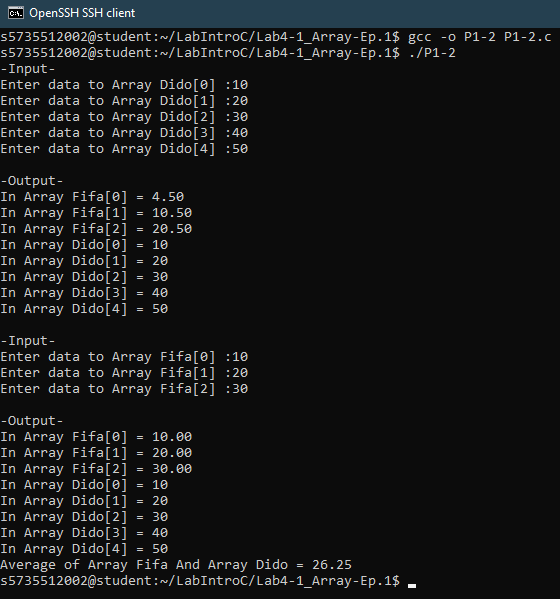 OpenSSH SSH client
s5735512002@student:~/LabIntroC/Lab4-1_Array-Ep.1$ gcc -o P1-2 P1-2.c
s5735512002@student:~/LabIntroC/Lab4-1_Array-Ep.1$ ./P1-2
-Input-
Enter data to Array Dido[0] :10
Enter data to Array Dido[1] :20
Enter data to Array Dido[2] :30
Enter data to Array Dido[3] :40
Enter data to Array Dido[4] :50
-Output-
In Array Fifa[0] = 4.50
In Array Fifa[1] = 10.50
In Array Fifa[2] = 20.50
In Array Dido[0] = 10
In Array Dido[1] = 20
In Array Dido[2] = 30
In Array Dido[3] = 40
In Array Dido[4] = 50
-Input-
Enter data to Array Fifa[0] :10
Enter data to Array Fifa[1] :20
Enter data to Array Fifa[2] :30
-Output-
In Array Fifa[0] = 10.00
In Array Fifa[1] = 20.00
In Array Fifa[2] = 30.00
In Array Dido[0] = 10
In Array Dido[1] = 20
In Array Dido[2] = 30
In Array Dido[3] = 40
In Array Dido[4] = 50
Average of Array Fifa And Array Dido = 26.25
s5735512002@student:~/LabIntroC/Lab4-1_Array-Ep.1$